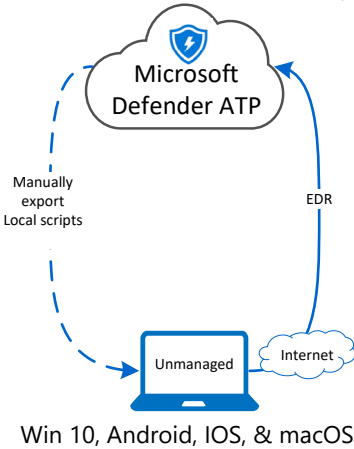 Microsoft
Defender ATP
Manually
export
Local scripts
EDR
Unmanaged
Internet
Win 10, Android, IOS, & macOS